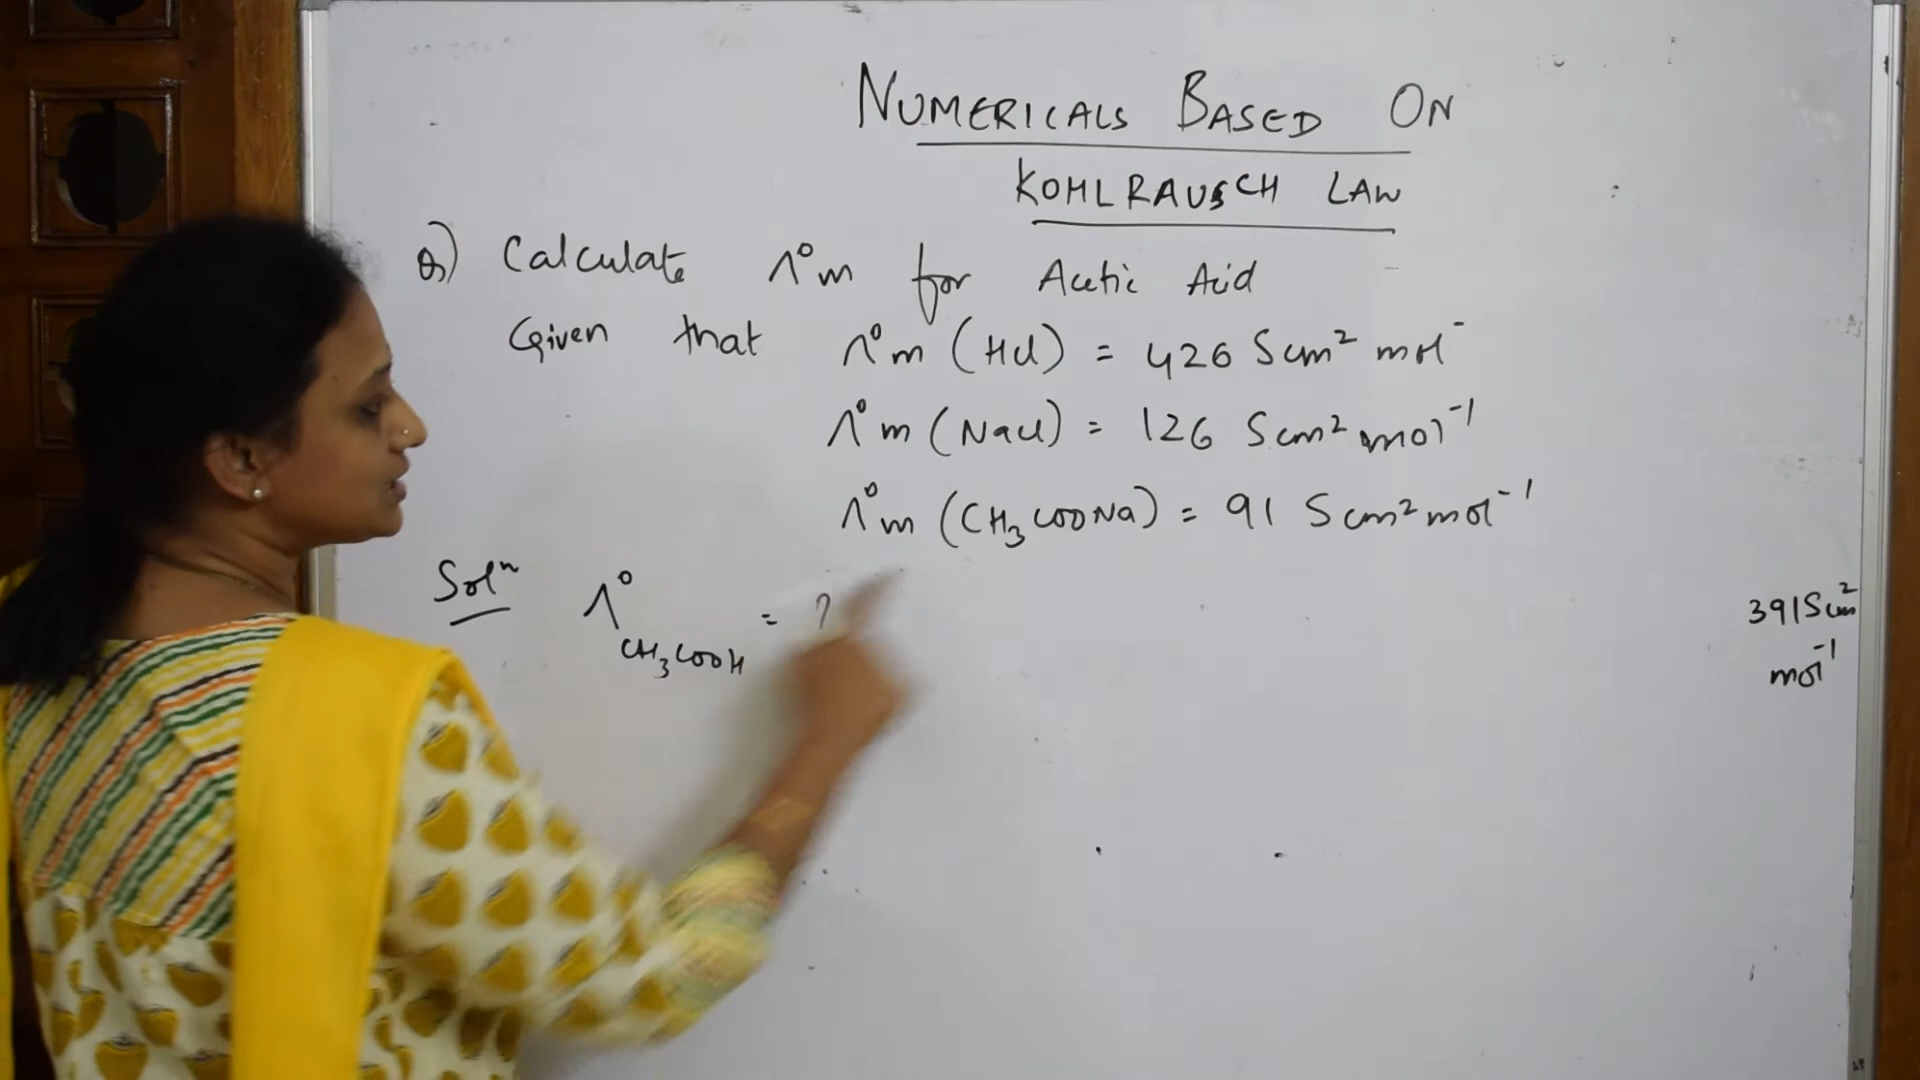 NUMERICALS BASED ON
KOHLRAUSCH LAW
Q) Calculate Λ°m for Acetic Acid
Given that Λ°m (HCl) = 426 S cm² mol⁻
Λ°m (NaCl) = 126 S cm² mol⁻¹
Λ°m (CH₃COONa) = 91 S cm² mol⁻¹
Solⁿ Λ° CH₃COOH = ?
391 S cm²
mol⁻¹